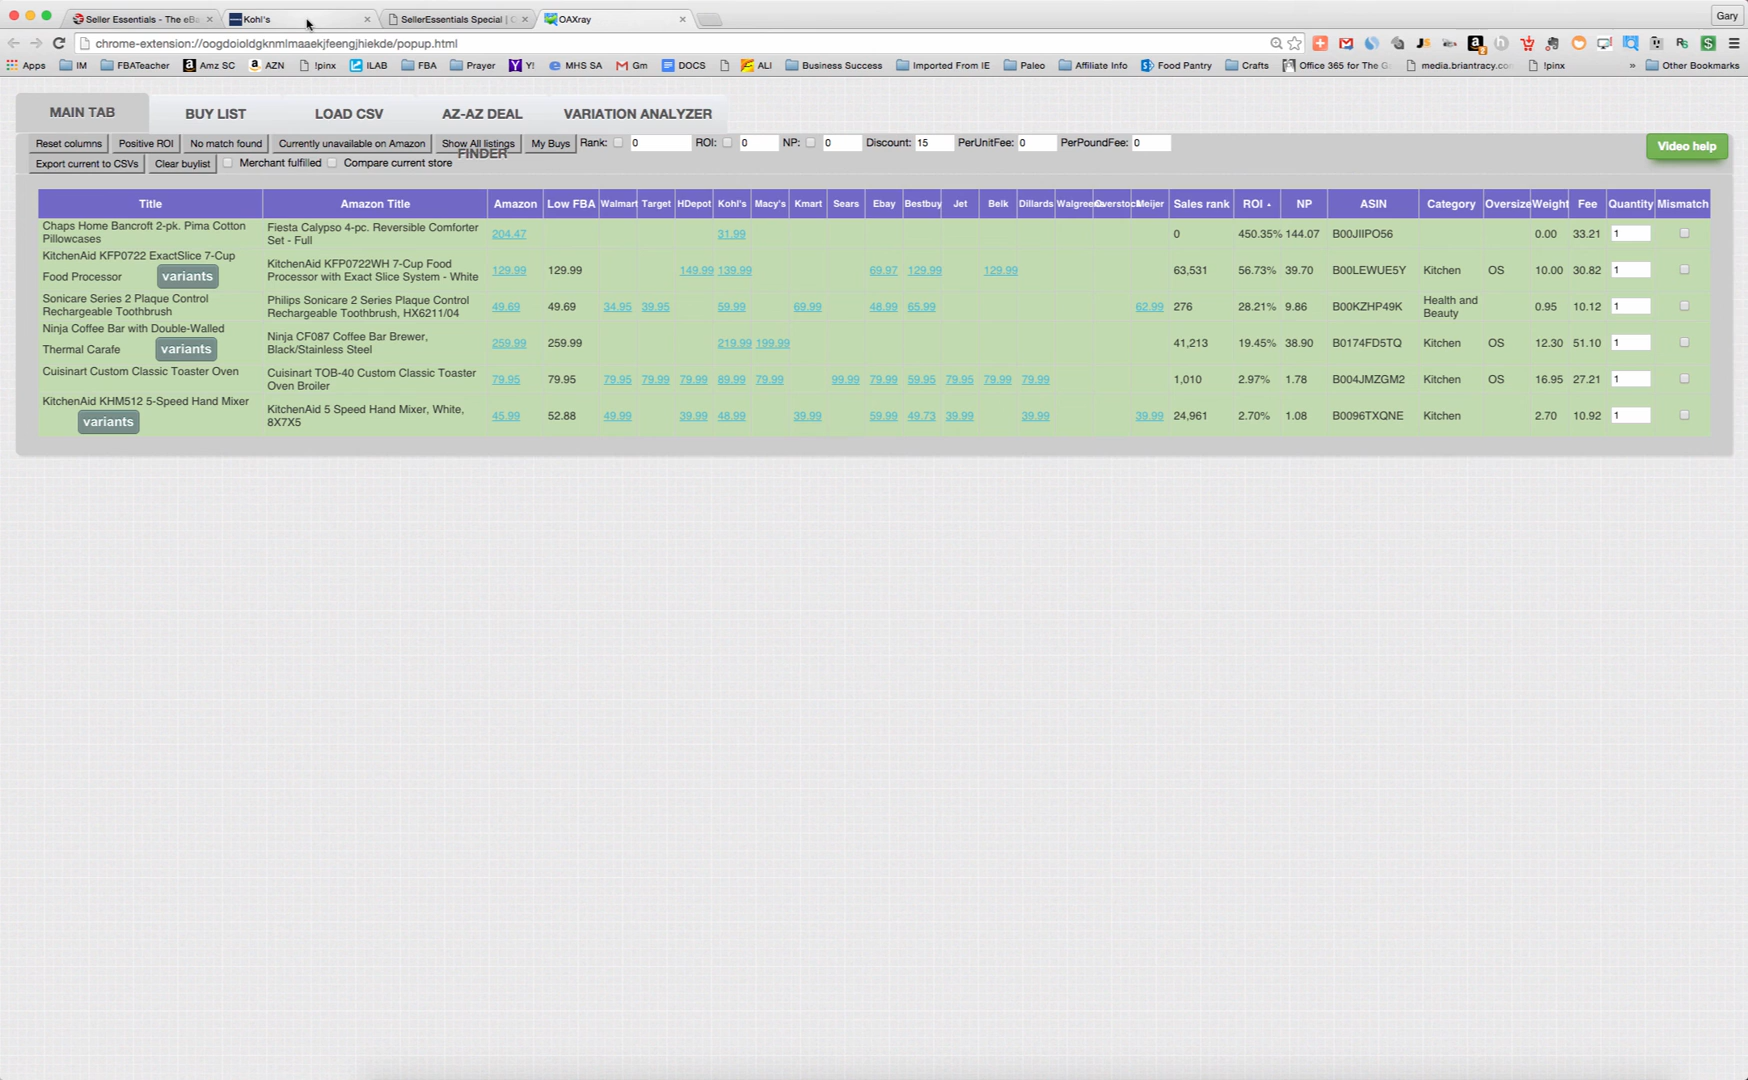 Seller Essentials - The eBa
Kohl's
SellerEssentials Special | C
OAXray
Gary
chrome-extension://oogdoioldgknmlmaaekjfeengjhiekde/popup.html
Apps IM FBATeacher Amz SC AZN !pinx ILAB FBA Prayer Y! MHS SA Gm DOCS ALI Business Success Imported From IE Paleo Affiliate Info Food Pantry Crafts Office 365 for The G media.briantracy.co !pinx » Other Bookmarks
MAIN TAB BUY LIST LOAD CSV AZ-AZ DEAL FINDER VARIATION ANALYZER
Reset columns Positive ROI No match found Currently unavailable on Amazon Show All listings My Buys Rank: 0 ROI: 0 NP: 0 Discount: 15 PerUnitFee: 0 PerPoundFee: 0
Video help
Export current to CSVs Clear buylist Merchant fulfilled Compare current store
Title Amazon Title Amazon Low FBA Walmart Target HDepot Kohl's Macy's Kmart Sears Ebay Bestbuy Jet Belk Dillards Walgreens Overstock Meijer Sales rank ROI NP ASIN Category Oversize Weight Fee Quantity Mismatch
Chaps Home Bancroft 2-pk. Pima Cotton
Pillowcases
Fiesta Calypso 4-pc. Reversible Comforter
Set - Full
204.47 31.99 0 450.35% 144.07 B00JIIPO56 0.00 33.21 1
KitchenAid KFP0722 ExactSlice 7-Cup
Food Processor variants
KitchenAid KFP0722WH 7-Cup Food
Processor with Exact Slice System - White
129.99 129.99 149.99 139.99 69.97 129.99 129.99 63,531 56.73% 39.70 B00LEWUE5Y Kitchen OS 10.00 30.82 1
Sonicare Series 2 Plaque Control
Rechargeable Toothbrush
Philips Sonicare 2 Series Plaque Control
Rechargeable Toothbrush, HX6211/04
49.69 49.69 34.95 39.95 59.99 69.99 48.99 65.99 62.99 276 28.21% 9.86 B00KZHP49K Health and
Beauty
0.95 10.12 1
Ninja Coffee Bar with Double-Walled
Thermal Carafe variants
Ninja CF087 Coffee Bar Brewer,
Black/Stainless Steel
259.99 259.99 219.99 199.99 41,213 19.45% 38.90 B0174FD5TQ Kitchen OS 12.30 51.10 1
Cuisinart Custom Classic Toaster Oven
Cuisinart TOB-40 Custom Classic Toaster
Oven Broiler
79.95 79.95 79.95 79.99 79.99 89.99 79.99 99.99 79.99 59.95 79.95 79.99 79.99 1,010 2.97% 1.78 B004JMZGM2 Kitchen OS 16.95 27.21 1
KitchenAid KHM512 5-Speed Hand Mixer
variants
KitchenAid 5 Speed Hand Mixer, White,
8X7X5
45.99 52.88 49.99 39.99 48.99 39.99 59.99 49.73 39.99 39.99 39.99 24,961 2.70% 1.08 B0096TXQNE Kitchen 2.70 10.92 1